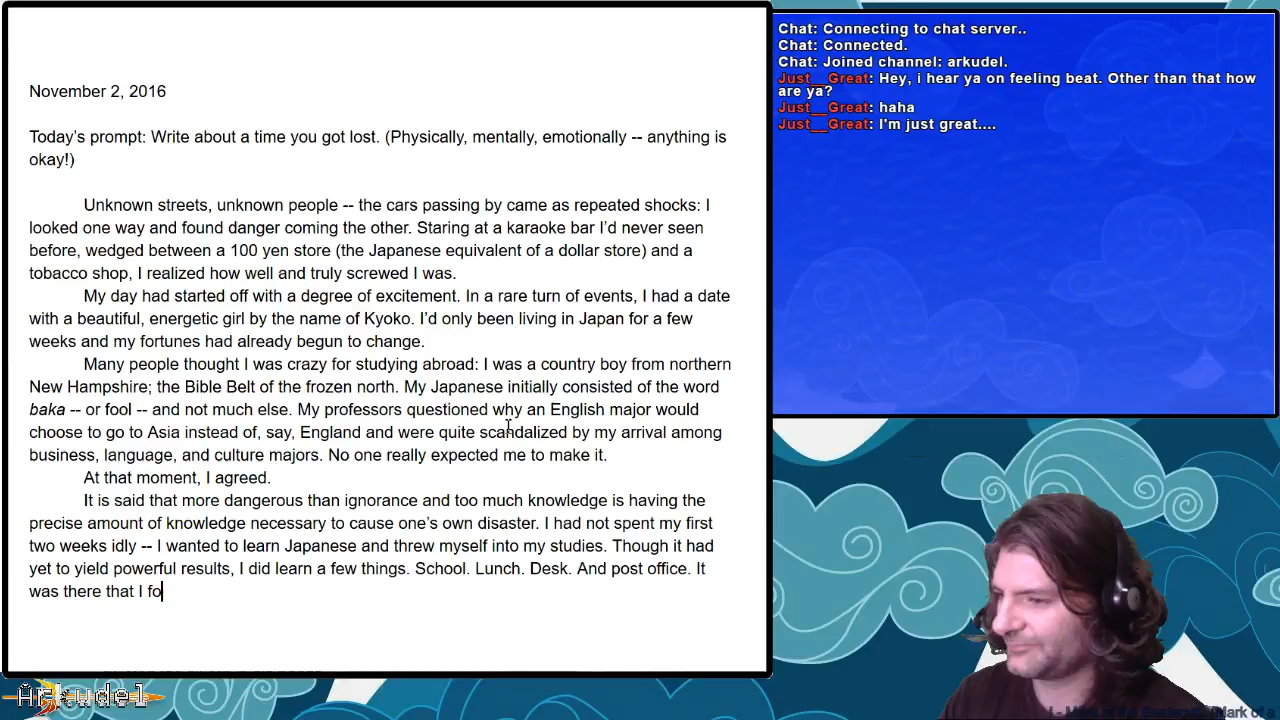 November 2, 2016
Today's prompt: Write about a time you got lost. (Physically, mentally, emotionally -- anything is
okay!)
Unknown streets, unknown people -- the cars passing by came as repeated shocks: I
looked one way and found danger coming the other. Staring at a karaoke bar I'd never seen
before, wedged between a 100 yen store (the Japanese equivalent of a dollar store) and a
tobacco shop, I realized how well and truly screwed I was.
My day had started off with a degree of excitement. In a rare turn of events, I had a date
with a beautiful, energetic girl by the name of Kyoko. I'd only been living in Japan for a few
weeks and my fortunes had already begun to change.
Many people thought I was crazy for studying abroad: I was a country boy from northern
New Hampshire; the Bible Belt of the frozen north. My Japanese initially consisted of the word
baka -- or fool -- and not much else. My professors questioned why an English major would
choose to go to Asia instead of, say, England and were quite scandalized by my arrival among
business, language, and culture majors. No one really expected me to make it.
At that moment, I agreed.
It is said that more dangerous than ignorance and too much knowledge is having the
precise amount of knowledge necessary to cause one's own disaster. I had not spent my first
two weeks idly -- I wanted to learn Japanese and threw myself into my studies. Though it had
yet to yield powerful results, I did learn a few things. School. Lunch. Desk. And post office. It
was there that I fo
Chat: Connecting to chat server..
Chat: Connected.
Chat: Joined channel: arkudel.
Just__Great: Hey, i hear ya on feeling beat. Other than that how
are ya?
Just__Great: haha
Just__Great: I'm just great....
Arkudel